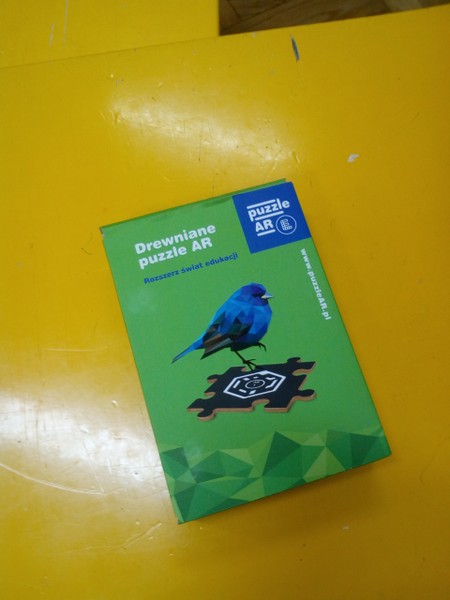 puzzle
AR E
Drewniane
puzzle AR
Rozszerz świat edukacji
www.puzzleAR.pl